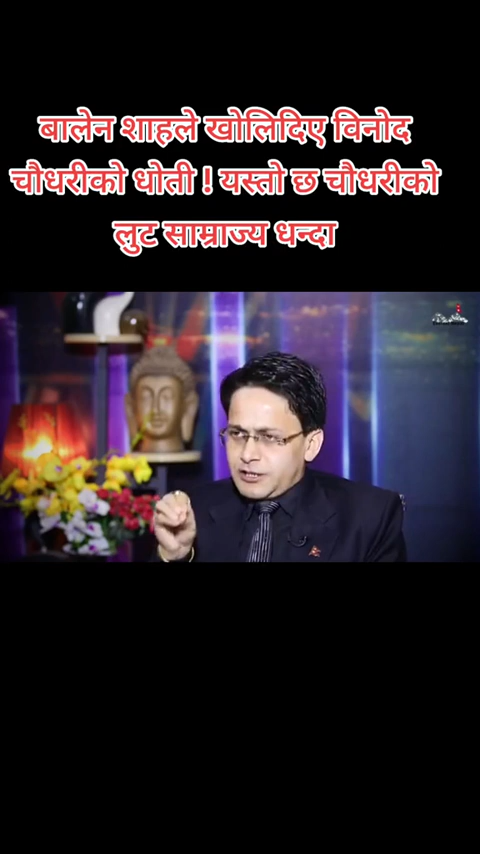 बालेन शाहले खोलिदिए विनोद
चौधरीको धोती ! यस्तो छ चौधरीको
लुट साम्राज्य धन्दा